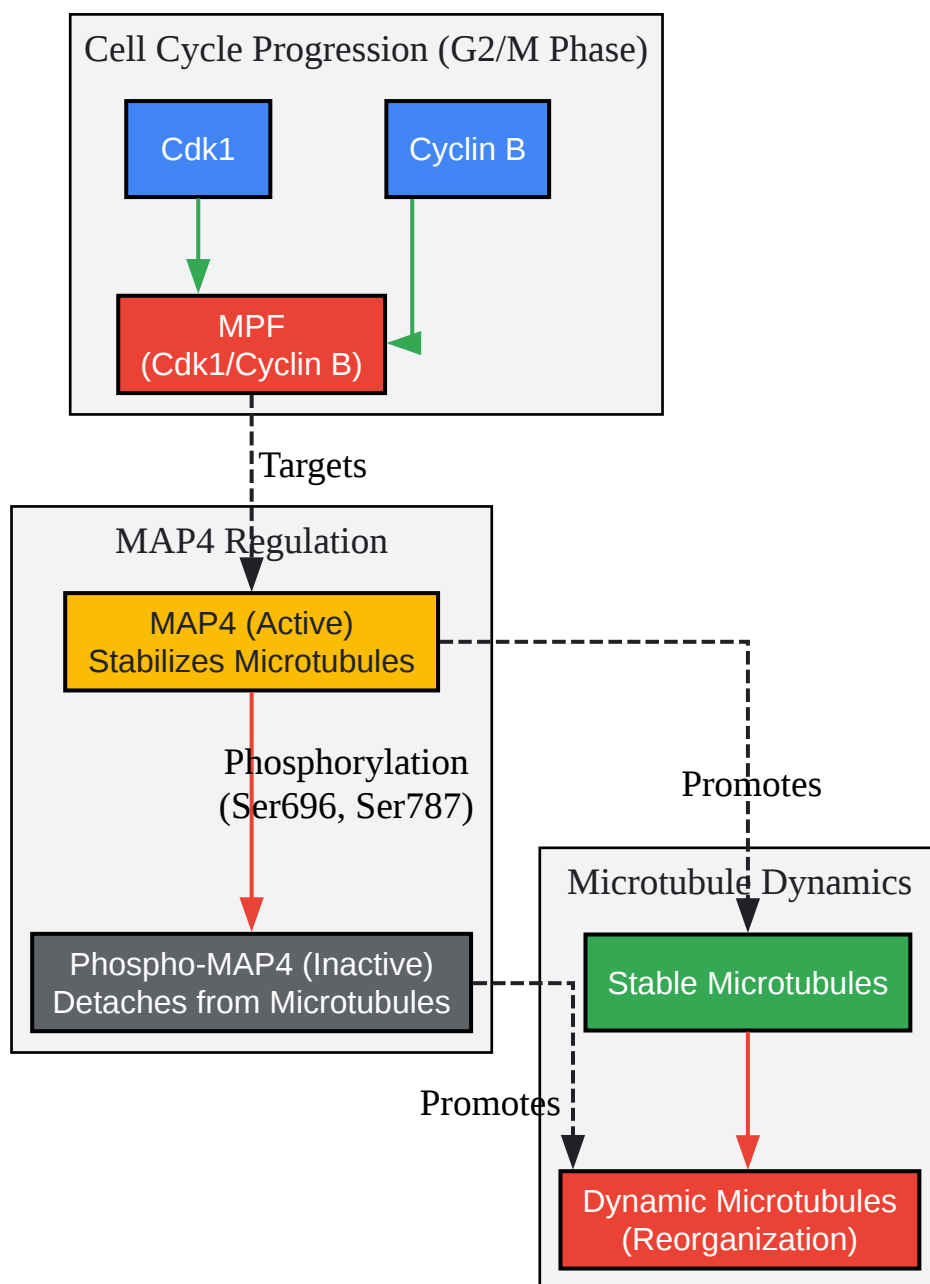 Cell Cycle Progression (G2/M Phase)
Cdk1
Cyclin B
MPF
(Cdk1/Cyclin B)
Targets
MAP4 Regulation
MAP4 (Active)
Stabilizes Microtubules
Phosphorylation
(Ser696, Ser787)
Promotes
Microtubule Dynamics
Phospho-MAP4 (Inactive)
Detaches from Microtubules
Stable Microtubules
Promotes
Dynamic Microtubules
(Reorganization)